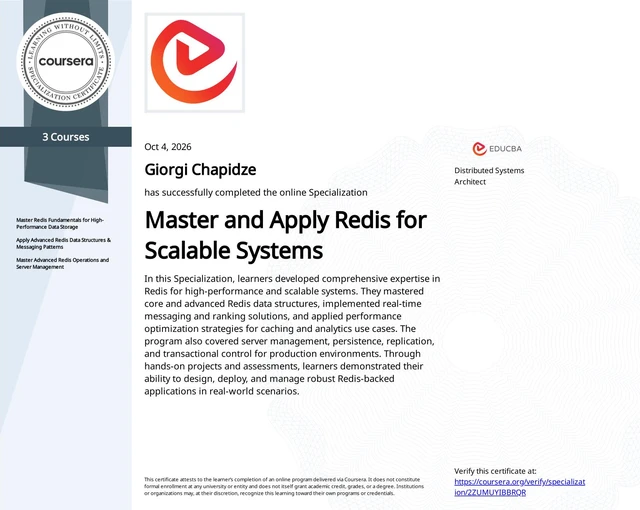 LEARNING WITHOUT LIMITS
coursera
SPECIALIZATION CERTIFICATE
3 Courses
Master Redis Fundamentals for High-
Performance Data Storage
Apply Advanced Redis Data Structures &
Messaging Patterns
Master Advanced Redis Operations and
Server Management
Oct 4, 2026
Giorgi Chapidze
has successfully completed the online Specialization
Master and Apply Redis for
Scalable Systems
In this Specialization, learners developed comprehensive expertise in
Redis for high-performance and scalable systems. They mastered
core and advanced Redis data structures, implemented real-time
messaging and ranking solutions, and applied performance
optimization strategies for caching and analytics use cases. The
program also covered server management, persistence, replication,
and transactional control for production environments. Through
hands-on projects and assessments, learners demonstrated their
ability to design, deploy, and manage robust Redis-backed
applications in real-world scenarios.
EDUCBA
Distributed Systems
Architect
This certificate attests to the learner's completion of an online program delivered via Coursera. It does not constitute
formal enrollment at any university or entity and does not itself grant academic credit, grades, or a degree. Institutions
or organizations may, at their discretion, recognize this learning toward their own programs or credentials.
Verify this certificate at:
https://coursera.org/verify/specializat
ion/2ZUMUYIBBRQR